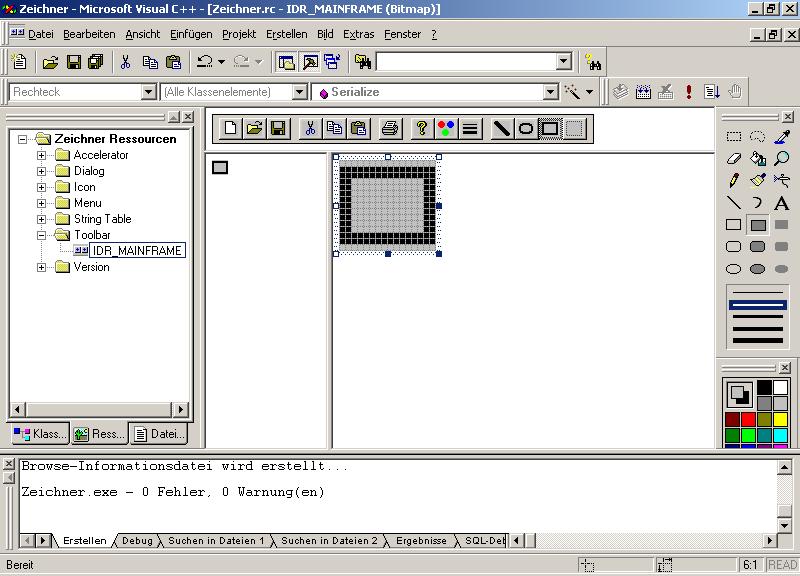 Zeichner - Microsoft Visual C++ - [Zeichner.rc - IDR_MAINFRAME (Bitmap)]
Datei Bearbeiten Ansicht Einfügen Projekt Erstellen Bild Extras Fenster ?
Rechteck (Alle Klassenelemente) Serialize
Zeichner Ressourcen
Accelerator
Dialog
Icon
Menu
String Table
Toolbar
IDR_MAINFRAME
Version
A
Klass... Ress... Datei...
Browse-Informationsdatei wird erstellt...
Zeichner.exe - 0 Fehler, 0 Warnung(en)
Erstellen Debug Suchen in Dateien 1 Suchen in Dateien 2 Ergebnisse SQL-Det
Bereit 6:1 READ